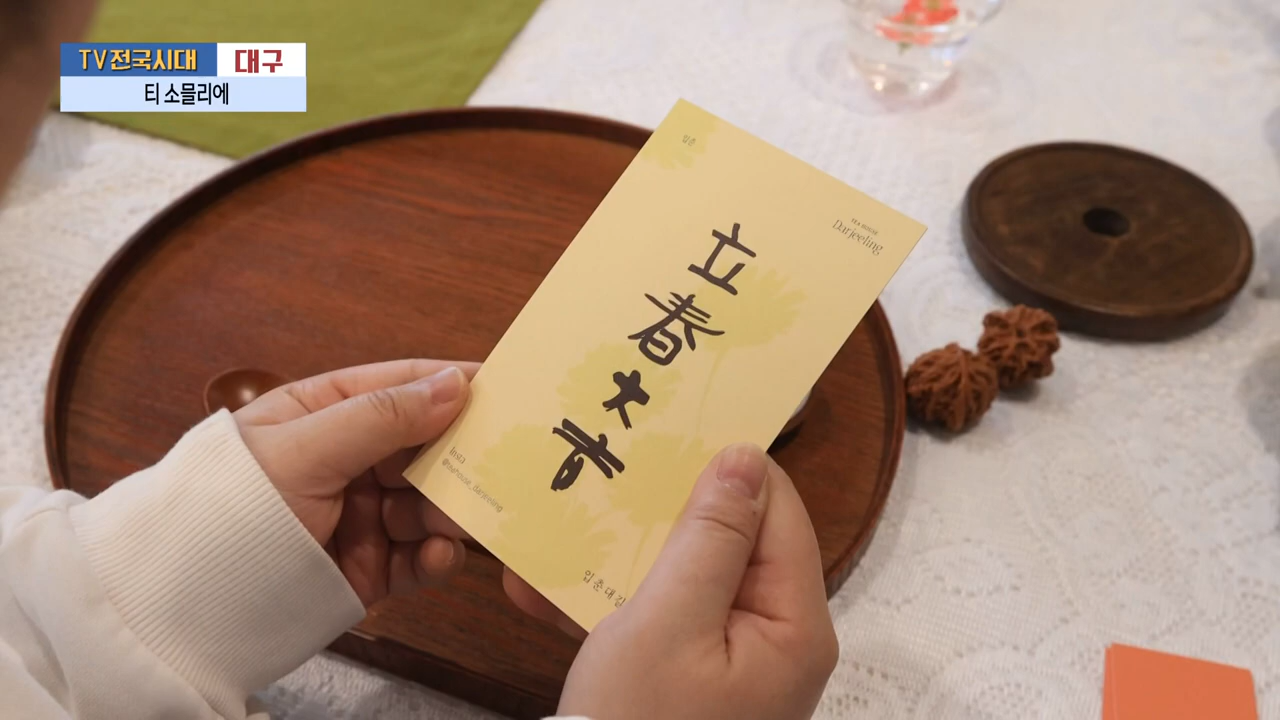 TV전국시대 대구
티 소믈리에
입춘
TEA HOUSE
Darjeeling
立春大吉
Insta
@teahouse_darjeeling
입춘대길